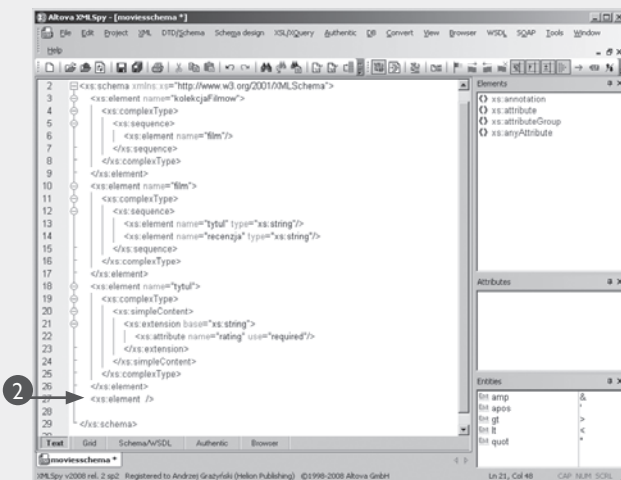 Altova XMLSpy - [moviesschema *]
File Edit Project XML DTD/Schema Schema design XSL/XQuery Authentic DB Convert View Browser WSDL SOAP Tools Window
Help
2 <xs:schema xmlns:xs="http://www.w3.org/2001/XMLSchema">
3 <xs:element name="kolekcjaFilmow">
4 <xs:complexType>
5 <xs:sequence>
6 <xs:element name="film"/>
7 </xs:sequence>
8 </xs:complexType>
9 </xs:element>
10 <xs:element name="film">
11 <xs:complexType>
12 <xs:sequence>
13 <xs:element name="tytul" type="xs:string"/>
14 <xs:element name="recenzja" type="xs:string"/>
15 </xs:sequence>
16 </xs:complexType>
17 </xs:element>
18 <xs:element name="tytul">
19 <xs:complexType>
20 <xs:simpleContent>
21 <xs:extension base="xs:string">
22 <xs:attribute name="rating" use="required"/>
23 </xs:extension>
24 </xs:simpleContent>
25 </xs:complexType>
26 </xs:element>
2
27 <xs:element />
28
29 </xs:schema>
Text Grid Schema/WSDL Authentic Browser
moviesschema *
Elements
xs:annotation
xs:attribute
xs:attributeGroup
xs:anyAttribute
Attributes
Entities
Ent amp &
Ent apos '
Ent gt >
Ent lt <
Ent quot "
XMLSpy v2008 rel. 2 sp2 Registered to Andrzej Grażyński (Helion Publishing) ©1998-2008 Altova GmbH Ln 21, Col 48 CAP NUM SCRL